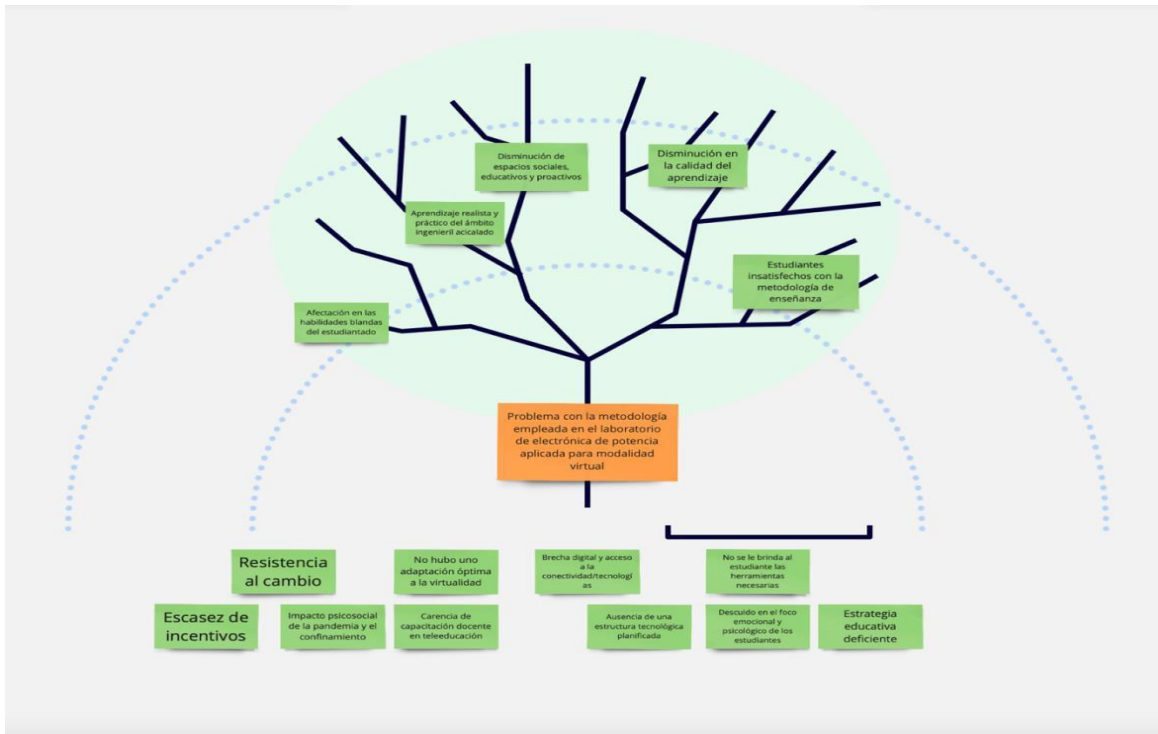 Disminución de
espacios sociales,
educativos y proactivos
Disminución en
la calidad del
aprendizaje
Aprendizaje realista y
práctico del ámbito
ingenieril acicalado
Estudiantes
insatisfechos con la
metodología de
enseñanza
Afectación en las
habilidades blandas
del estudiantado
Problema con la metodología
empleada en el laboratorio
de electrónica de potencia
aplicada para modalidad
virtual
Resistencia
al cambio
No hubo uno
adaptación óptima
a la virtualidad
Brecha digital y acceso
a la
conectividad/tecnologí
as
No se le brinda al
estudiante las
herramientas
necesarias
Escasez de
incentivos
Impacto psicosocial
de la pandemia y el
confinamiento
Carencia de
capacitación docente
en teleeducación
Ausencia de una
estructura tecnológica
planificada
Descuido en el foco
emocional y
psicológico de los
estudiantes
Estrategia
educativa
deficiente